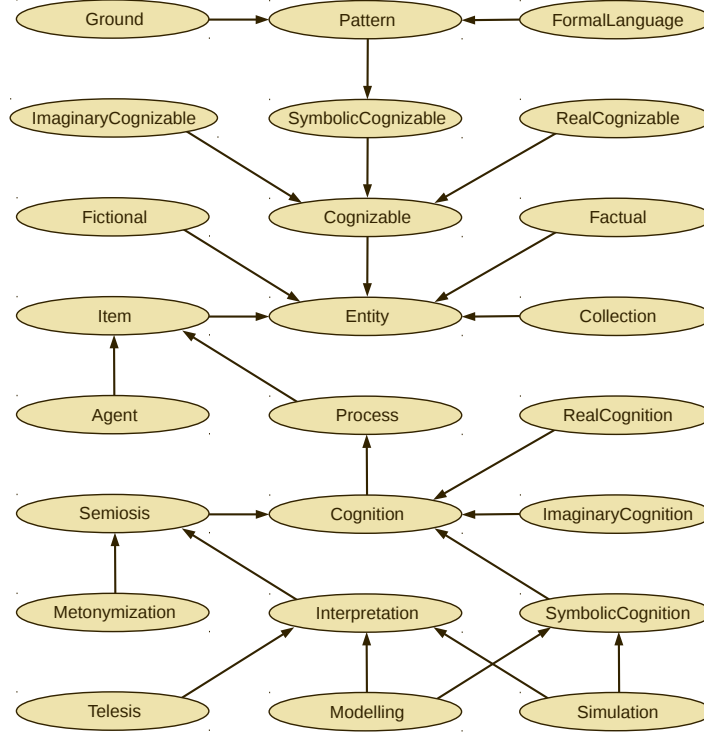 Ground
Pattern
FormalLanguage
ImaginaryCognizable
SymbolicCognizable
RealCognizable
Fictional
Cognizable
Factual
Item
Entity
Collection
Agent
Process
RealCognition
Semiosis
Cognition
ImaginaryCognition
Metonymization
Interpretation
SymbolicCognition
Telesis
Modelling
Simulation